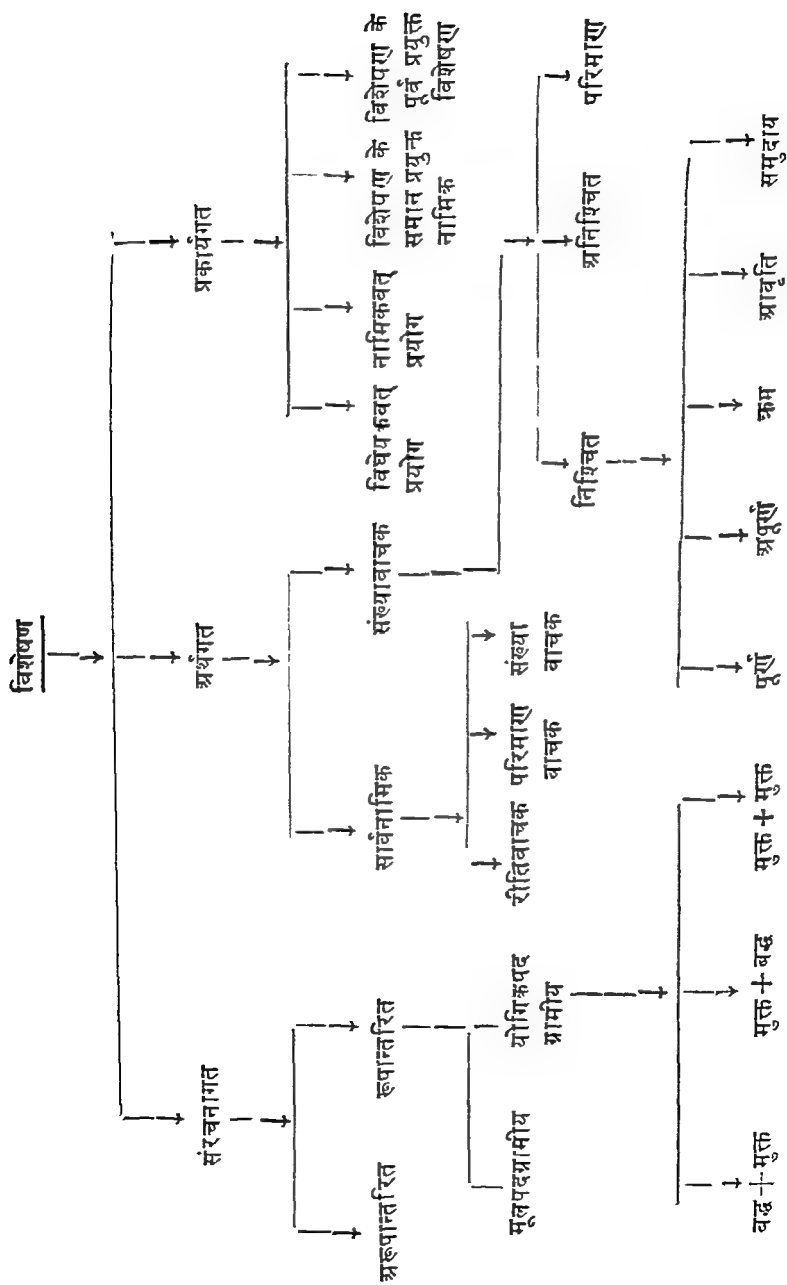 विशेषण
संरचनागत
अर्थगत
प्रकार्यगत
अरूपान्तरित
रूपान्तरित
सार्वनामिक
संख्यावाचक
विधेयकवत् प्रयोग
नामिकवत् प्रयोग
विशेषण के समान प्रयुक्त नामिक
विशेषण के पूर्व प्रयुक्त विशेषण
मूलपदग्रामीय
योगिकपद ग्रामीय
रीतिवाचक
परिमाण वाचक
संख्या वाचक
निश्चित
अनिश्चित
परिमाण
बद्ध+मुक्त
मुक्त+बद्ध
मुक्त+मुक्त
पूर्ण
अपूर्ण
क्रम
आवृति
समुदाय